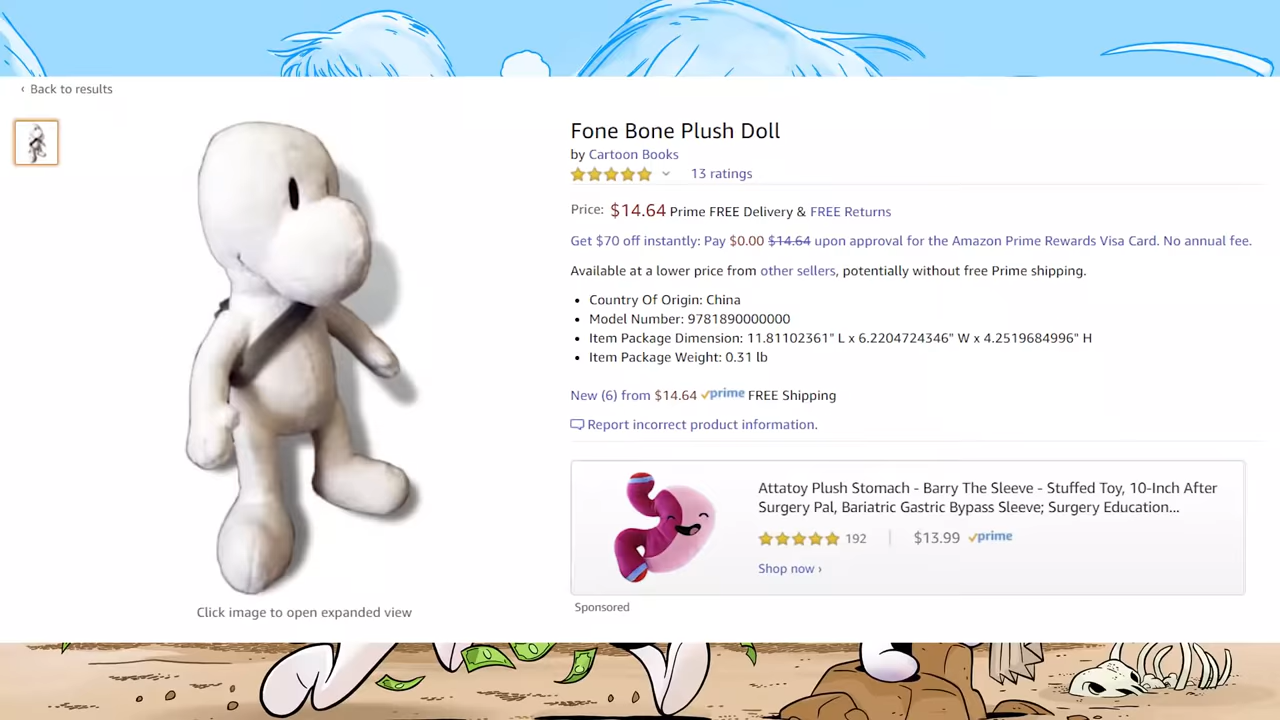 ‹ Back to results
Fone Bone Plush Doll
by Cartoon Books
13 ratings
Price: $14.64 Prime FREE Delivery & FREE Returns
Get $70 off instantly: Pay $0.00 $14.64 upon approval for the Amazon Prime Rewards Visa Card. No annual fee.
Available at a lower price from other sellers, potentially without free Prime shipping.
• Country Of Origin: China
• Model Number: 9781890000000
• Item Package Dimension: 11.81102361" L x 6.2204724346" W x 4.2519684996" H
• Item Package Weight: 0.31 lb
New (6) from $14.64 prime FREE Shipping
Report incorrect product information.
Attatoy Plush Stomach - Barry The Sleeve - Stuffed Toy, 10-Inch After
Surgery Pal, Bariatric Gastric Bypass Sleeve; Surgery Education...
192 | $13.99 prime
Shop now ›
Sponsored
Click image to open expanded view